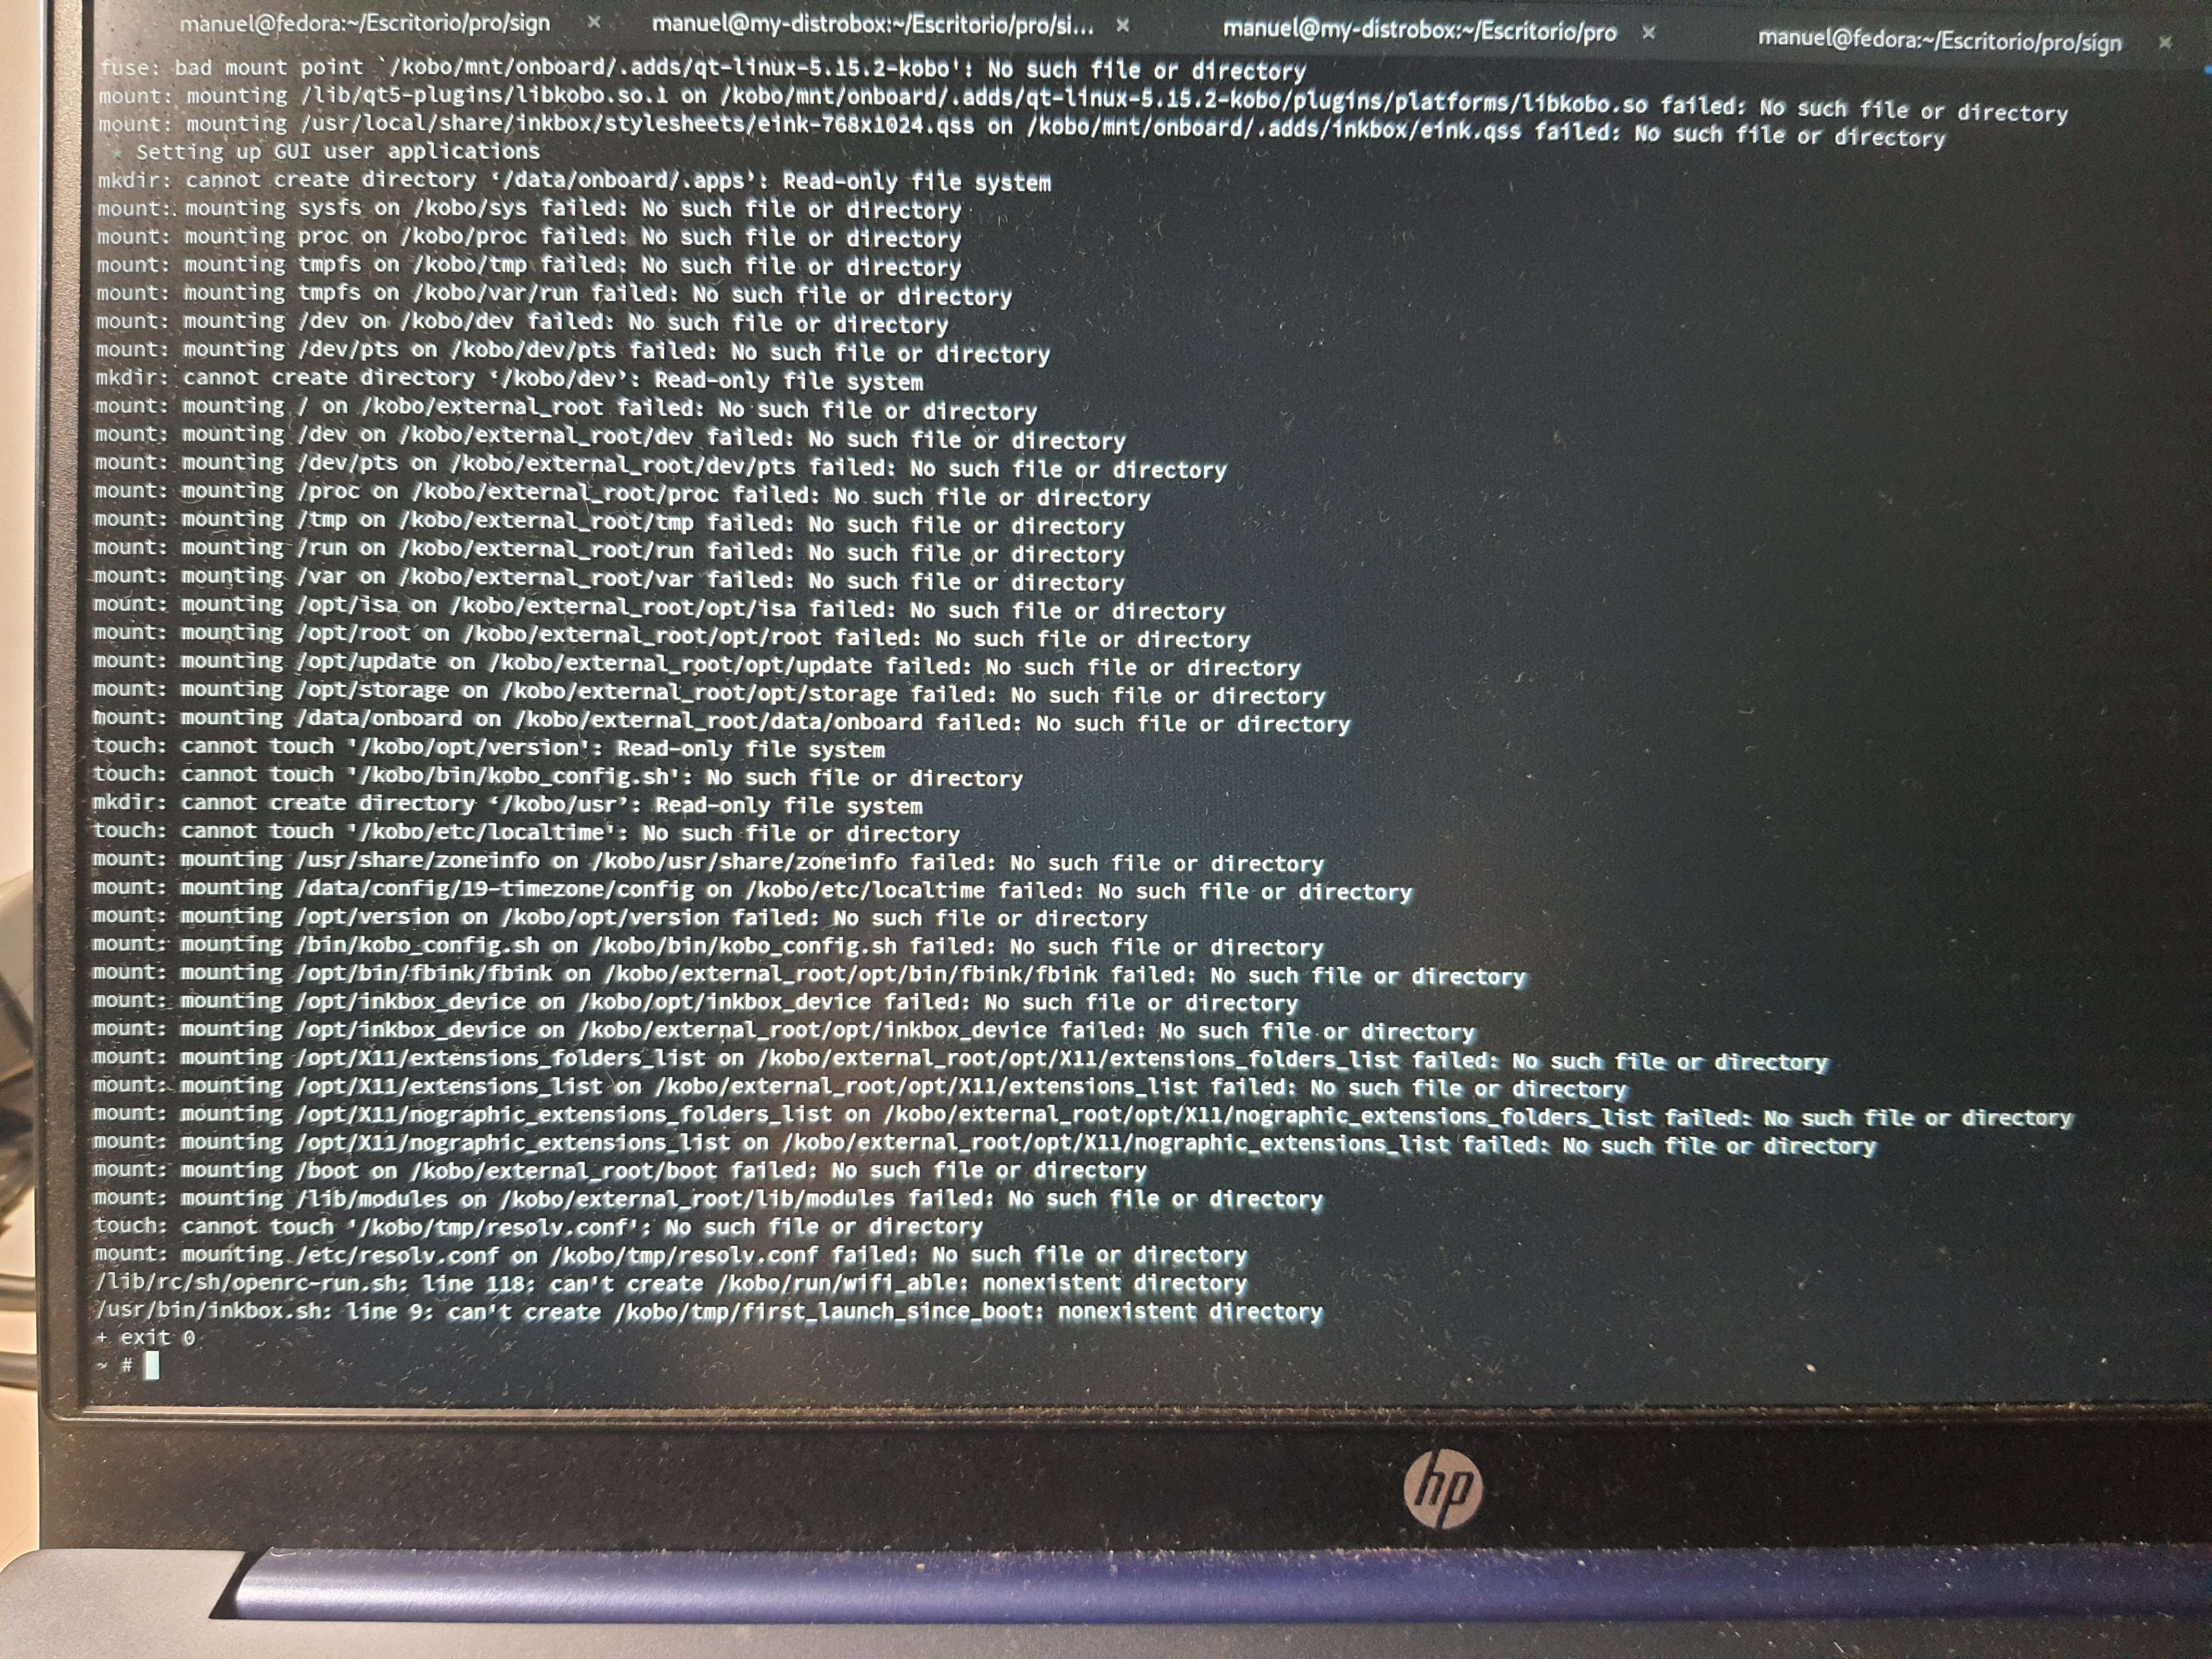 manuel@fedora:~/Escritorio/pro/sign × manuel@my-distrobox:~/Escritorio/pro/si... × manuel@my-distrobox:~/Escritorio/pro × manuel@fedora:~/Escritorio/pro/sign ×
fuse: bad mount point `/kobo/mnt/onboard/.adds/qt-linux-5.15.2-kobo': No such file or directory
mount: mounting /lib/qt5-plugins/libkobo.so.1 on /kobo/mnt/onboard/.adds/qt-linux-5.15.2-kobo/plugins/platforms/libkobo.so failed: No such file or directory
mount: mounting /usr/local/share/inkbox/stylesheets/eink-768x1024.qss on /kobo/mnt/onboard/.adds/inkbox/eink.qss failed: No such file or directory
* Setting up GUI user applications
mkdir: cannot create directory ‘/data/onboard/.apps’: Read-only file system
mount: mounting sysfs on /kobo/sys failed: No such file or directory
mount: mounting proc on /kobo/proc failed: No such file or directory
mount: mounting tmpfs on /kobo/tmp failed: No such file or directory
mount: mounting tmpfs on /kobo/var/run failed: No such file or directory
mount: mounting /dev on /kobo/dev failed: No such file or directory
mount: mounting /dev/pts on /kobo/dev/pts failed: No such file or directory
mkdir: cannot create directory ‘/kobo/dev’: Read-only file system
mount: mounting / on /kobo/external_root failed: No such file or directory
mount: mounting /dev on /kobo/external_root/dev failed: No such file or directory
mount: mounting /dev/pts on /kobo/external_root/dev/pts failed: No such file or directory
mount: mounting /proc on /kobo/external_root/proc failed: No such file or directory
mount: mounting /tmp on /kobo/external_root/tmp failed: No such file or directory
mount: mounting /run on /kobo/external_root/run failed: No such file or directory
mount: mounting /var on /kobo/external_root/var failed: No such file or directory
mount: mounting /opt/isa on /kobo/external_root/opt/isa failed: No such file or directory
mount: mounting /opt/root on /kobo/external_root/opt/root failed: No such file or directory
mount: mounting /opt/update on /kobo/external_root/opt/update failed: No such file or directory
mount: mounting /opt/storage on /kobo/external_root/opt/storage failed: No such file or directory
mount: mounting /data/onboard on /kobo/external_root/data/onboard failed: No such file or directory
touch: cannot touch '/kobo/opt/version': Read-only file system
touch: cannot touch '/kobo/bin/kobo_config.sh': No such file or directory
mkdir: cannot create directory ‘/kobo/usr’: Read-only file system
touch: cannot touch '/kobo/etc/localtime': No such file or directory
mount: mounting /usr/share/zoneinfo on /kobo/usr/share/zoneinfo failed: No such file or directory
mount: mounting /data/config/19-timezone/config on /kobo/etc/localtime failed: No such file or directory
mount: mounting /opt/version on /kobo/opt/version failed: No such file or directory
mount: mounting /bin/kobo_config.sh on /kobo/bin/kobo_config.sh failed: No such file or directory
mount: mounting /opt/bin/fbink/fbink on /kobo/external_root/opt/bin/fbink/fbink failed: No such file or directory
mount: mounting /opt/inkbox_device on /kobo/opt/inkbox_device failed: No such file or directory
mount: mounting /opt/inkbox_device on /kobo/external_root/opt/inkbox_device failed: No such file or directory
mount: mounting /opt/X11/extensions_folders_list on /kobo/external_root/opt/X11/extensions_folders_list failed: No such file or directory
mount: mounting /opt/X11/extensions_list on /kobo/external_root/opt/X11/extensions_list failed: No such file or directory
mount: mounting /opt/X11/nographic_extensions_folders_list on /kobo/external_root/opt/X11/nographic_extensions_folders_list failed: No such file or directory
mount: mounting /opt/X11/nographic_extensions_list on /kobo/external_root/opt/X11/nographic_extensions_list failed: No such file or directory
mount: mounting /boot on /kobo/external_root/boot failed: No such file or directory
mount: mounting /lib/modules on /kobo/external_root/lib/modules failed: No such file or directory
touch: cannot touch '/kobo/tmp/resolv.conf': No such file or directory
mount: mounting /etc/resolv.conf on /kobo/tmp/resolv.conf failed: No such file or directory
/lib/rc/sh/openrc-run.sh: line 118: can't create /kobo/run/wifi_able: nonexistent directory
/usr/bin/inkbox.sh: line 9: can't create /kobo/tmp/first_launch_since_boot: nonexistent directory
+ exit 0
~ #
hp